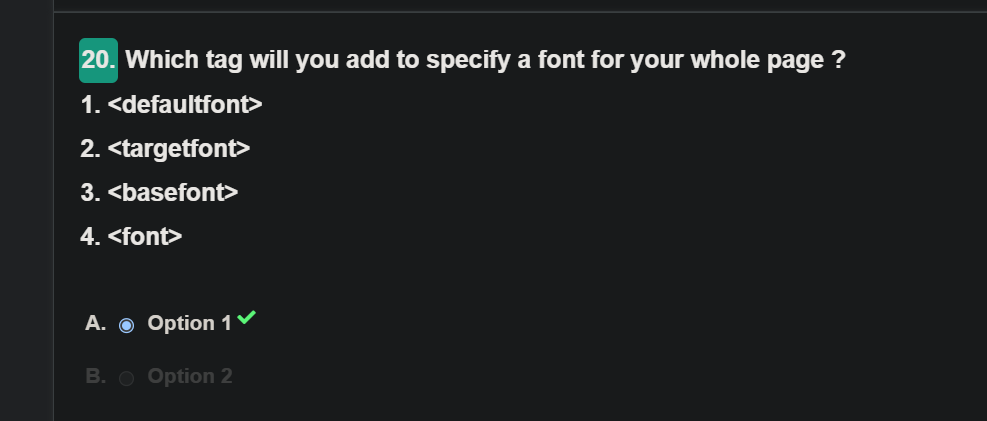 20. Which tag will you add to specify a font for your whole page ?
1. <defaultfont>
2. <targetfont>
3. <basefont>
4. <font>
A. Option 1
B. Option 2